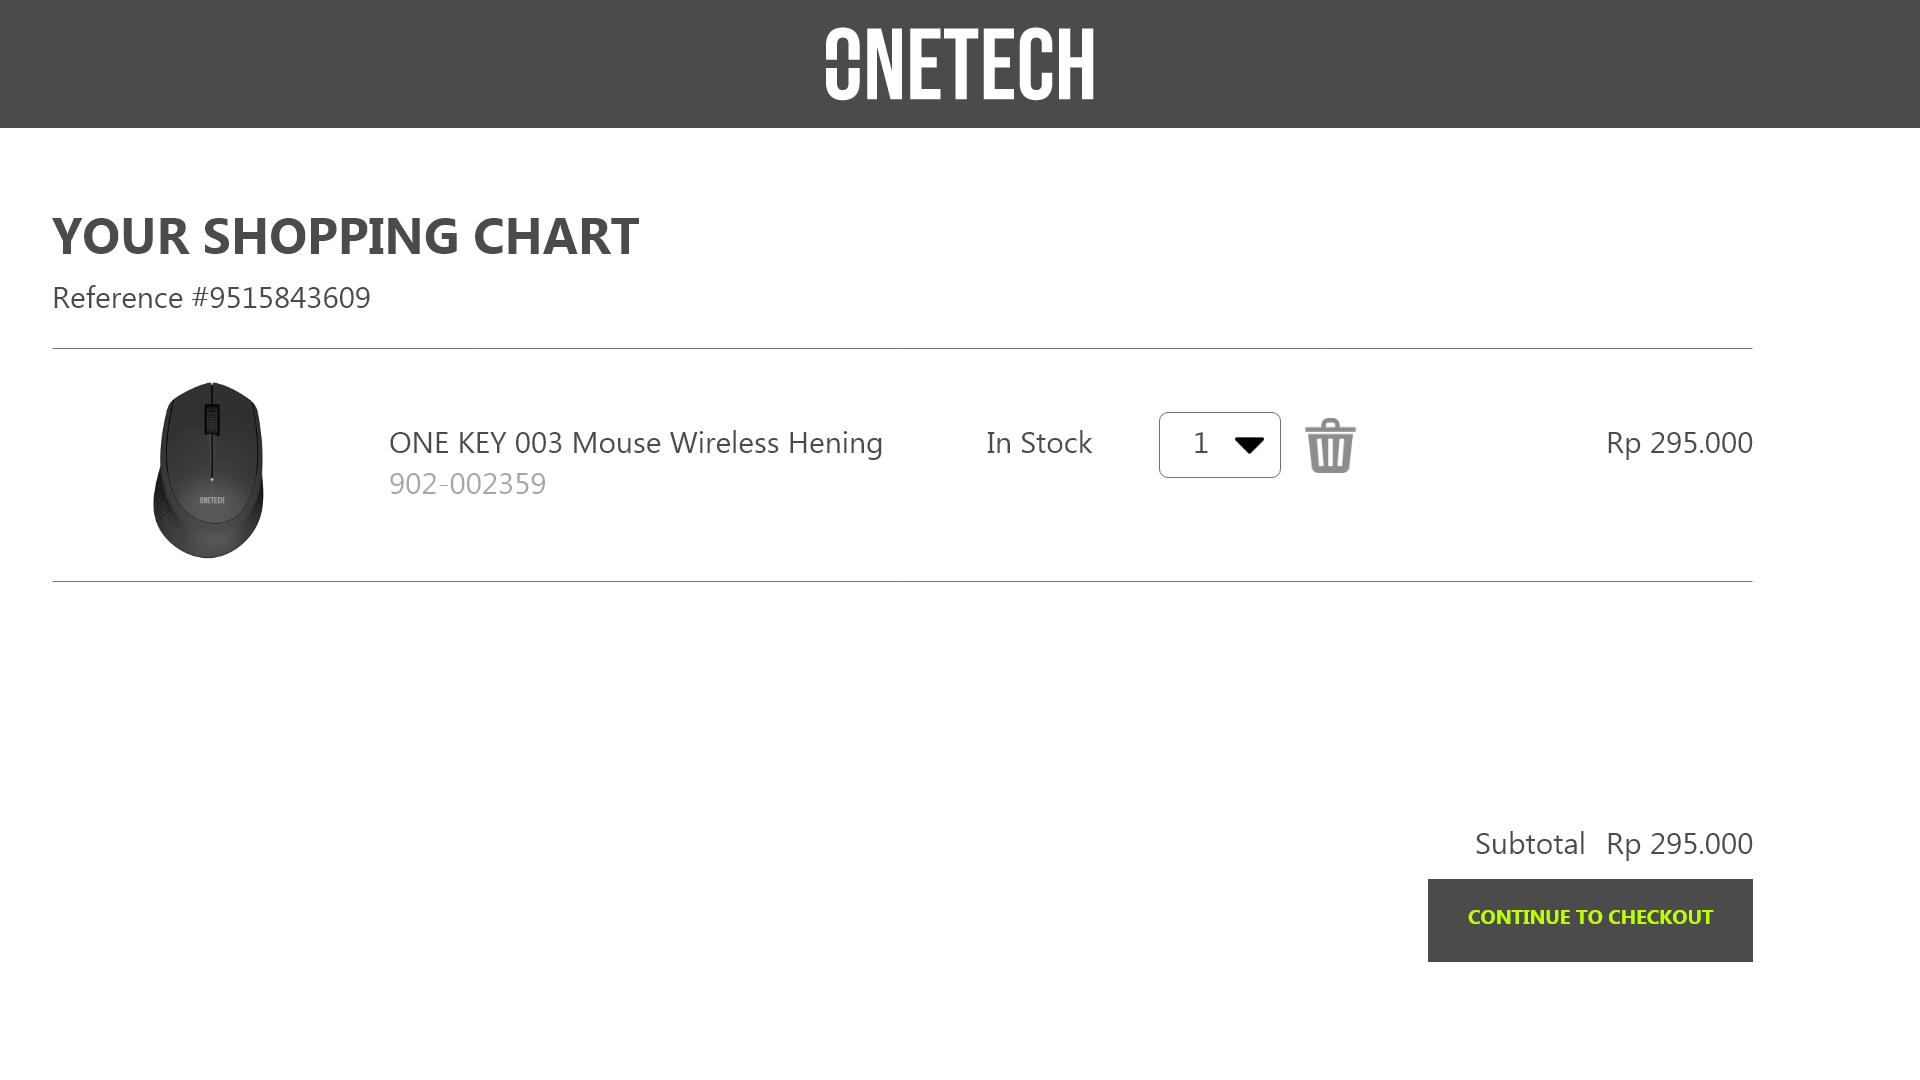 ONETECH
YOUR SHOPPING CHART
Reference #9515843609
ONE KEY 003 Mouse Wireless Hening
902-002359
In Stock
1
Rp 295.000
ONETECH
Subtotal Rp 295.000
CONTINUE TO CHECKOUT